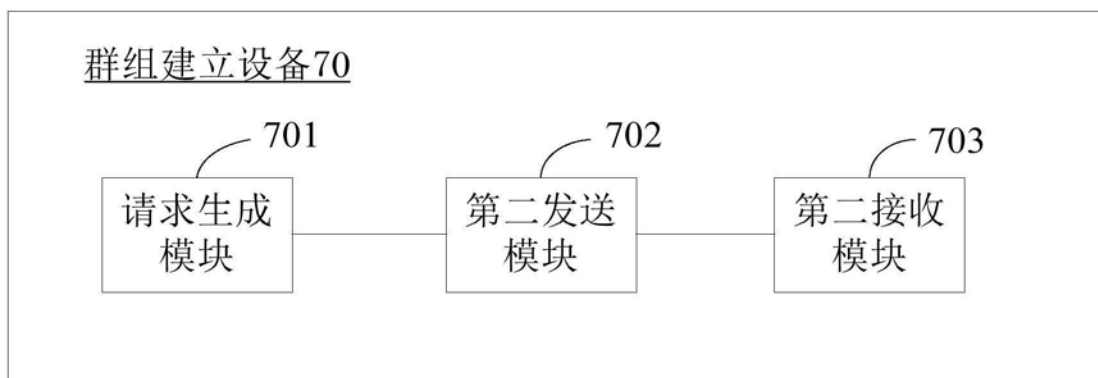 群组建立设备70
701
702
703
请求生成
模块
第二发送
模块
第二接收
模块